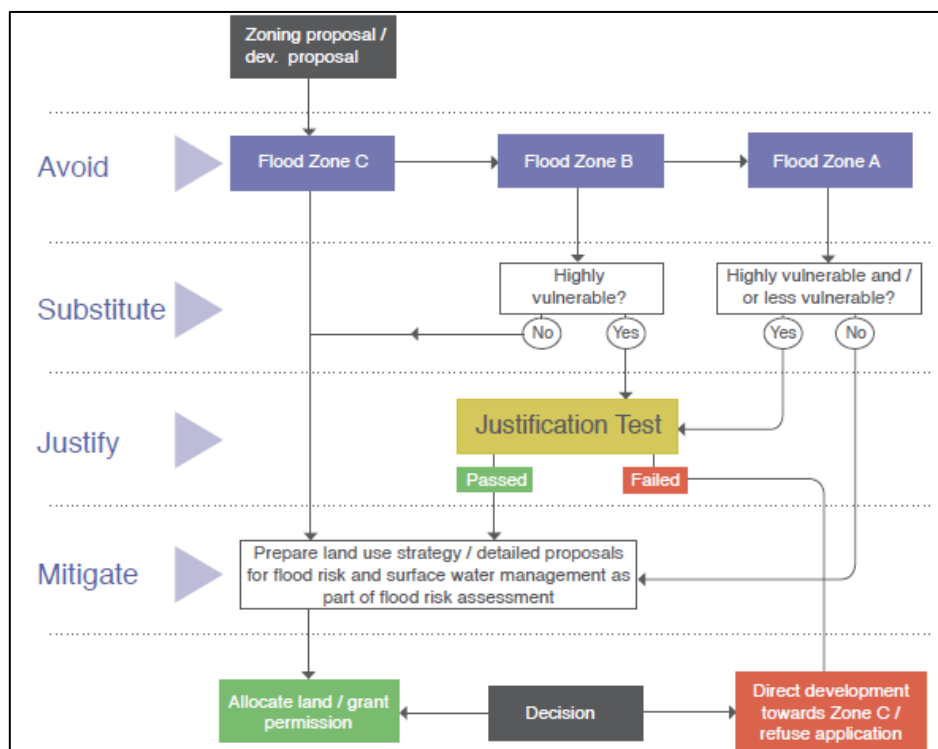 Zoning proposal /
dev. proposal
Avoid
Flood Zone C
Flood Zone B
Flood Zone A
Substitute
Highly
vulnerable?
No
Yes
Highly vulnerable and /
or less vulnerable?
Yes
No
Justify
Justification Test
Passed
Failed
Mitigate
Prepare land use strategy / detailed proposals
for flood risk and surface water management as
part of flood risk assessment
Allocate land / grant
permission
Decision
Direct development
towards Zone C /
refuse application